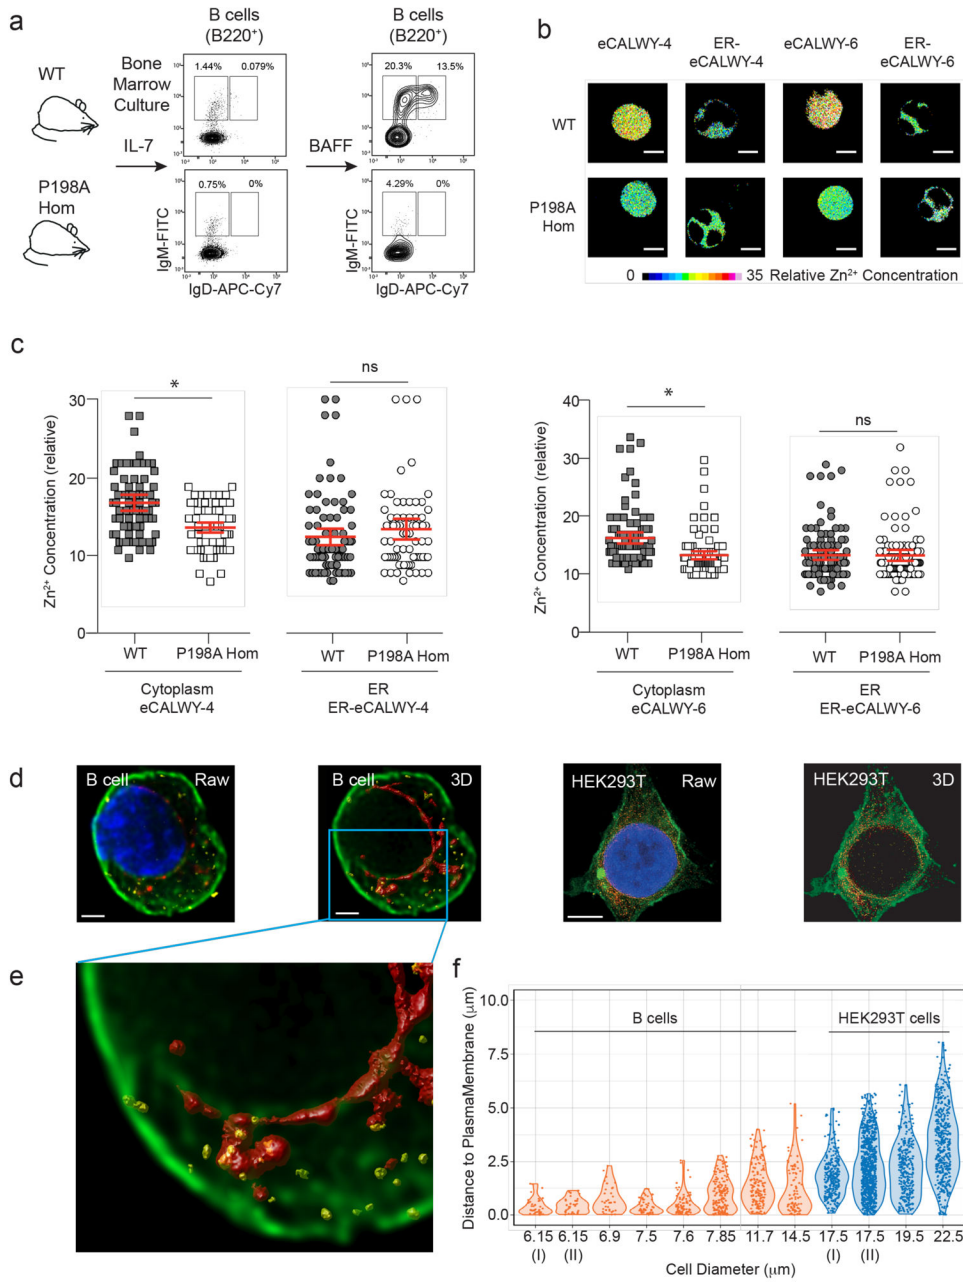 a
B cells
(B220⁺)
B cells
(B220⁺)
WT
Bone
Marrow
Culture
IL-7
BAFF
P198A
Hom
1.44%
0.079%
20.3%
13.5%
0.75%
0%
4.29%
0%
IgM-FITC
IgM-FITC
IgD-APC-Cy7
IgD-APC-Cy7
b
eCALWY-4
ER-
eCALWY-4
eCALWY-6
ER-
eCALWY-6
WT
P198A
Hom
0
35
Relative Zn²⁺ Concentration
c
Zn²⁺ Concentration (relative)
30
20
10
0
*
ns
WT
P198A Hom
WT
P198A Hom
Cytoplasm
eCALWY-4
ER
ER-eCALWY-4
Zn²⁺ Concentration (relative)
40
30
20
10
0
*
ns
WT
P198A Hom
WT
P198A Hom
Cytoplasm
eCALWY-6
ER
ER-eCALWY-6
d
B cell
Raw
B cell
3D
HEK293T
Raw
HEK293T
3D
e
f
Distance to PlasmaMembrane (µm)
10.0
7.5
5.0
2.5
0.0
B cells
HEK293T cells
6.15 6.15 6.9 7.5 7.6 7.85 11.7 14.5 17.5 17.5 19.5 22.5
(I) (II) (I) (II)
Cell Diameter (µm)